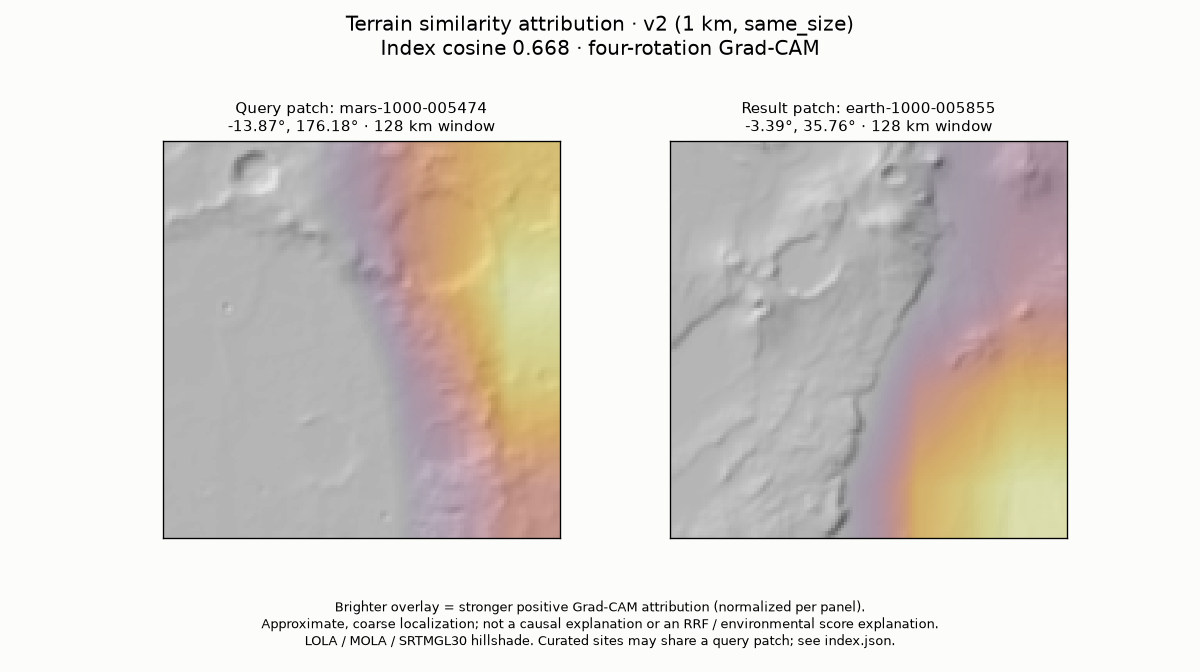 Terrain similarity attribution · v2 (1 km, same_size)
Index cosine 0.668 · four-rotation Grad-CAM
Query patch: mars-1000-005474
-13.87°, 176.18° · 128 km window
Result patch: earth-1000-005855
-3.39°, 35.76° · 128 km window
Brighter overlay = stronger positive Grad-CAM attribution (normalized per panel).
Approximate, coarse localization; not a causal explanation or an RRF / environmental score explanation.
LOLA / MOLA / SRTMGL30 hillshade. Curated sites may share a query patch; see index.json.